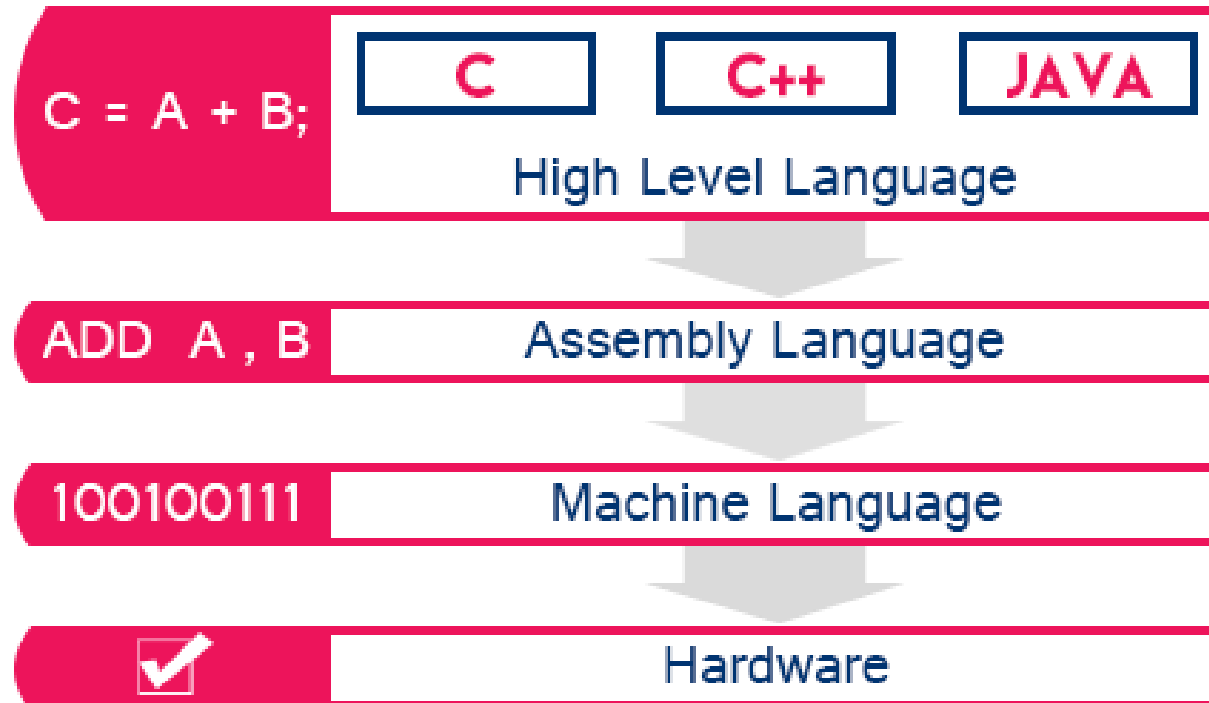 C = A + B;
C C++ JAVA
High Level Language
ADD A , B
Assembly Language
100100111
Machine Language
Hardware